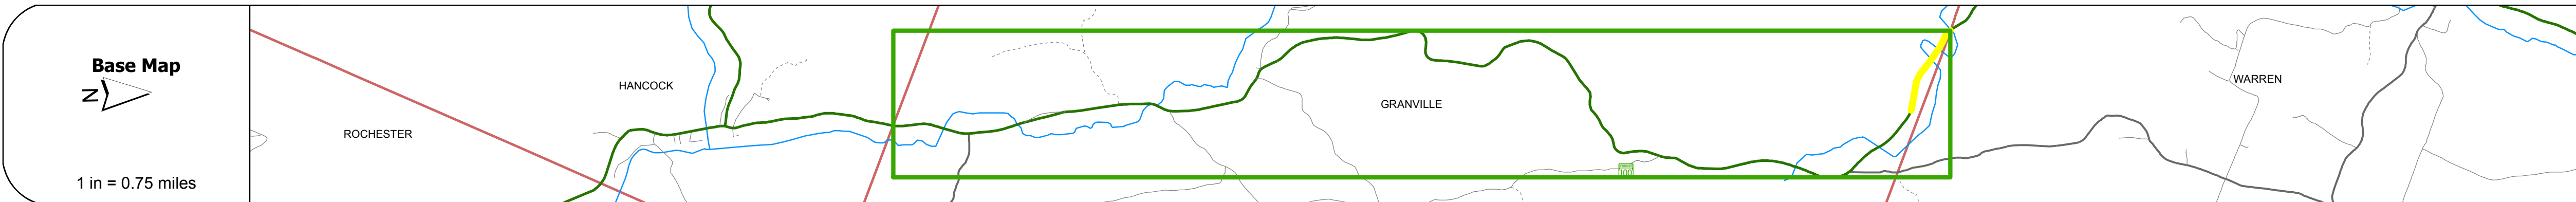 Base Map
N
1 in = 0.75 miles
ROCHESTER
HANCOCK
GRANVILLE
100
WARREN